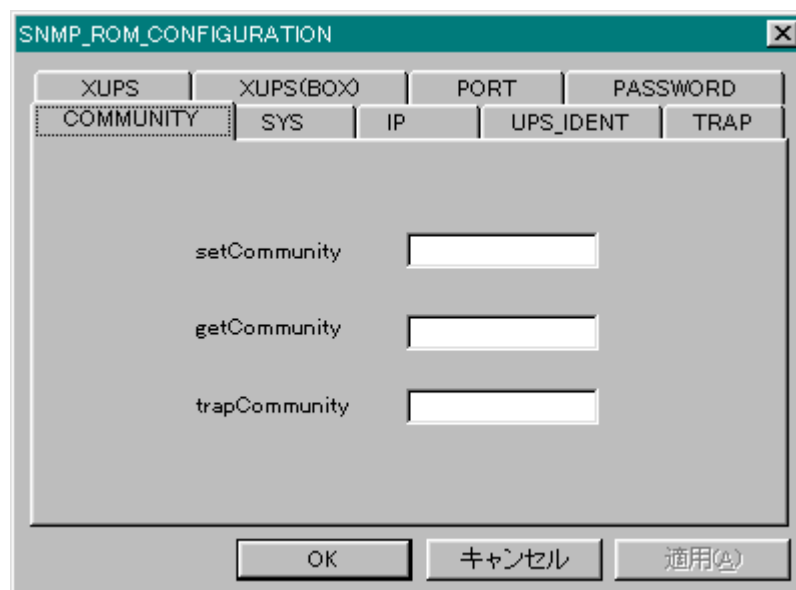 SNMP_ROM_CONFIGURATION
XUPS XUPS(BOX) PORT PASSWORD
COMMUNITY SYS IP UPS_IDENT TRAP
setCommunity
getCommunity
trapCommunity
OK キャンセル 適用(A)